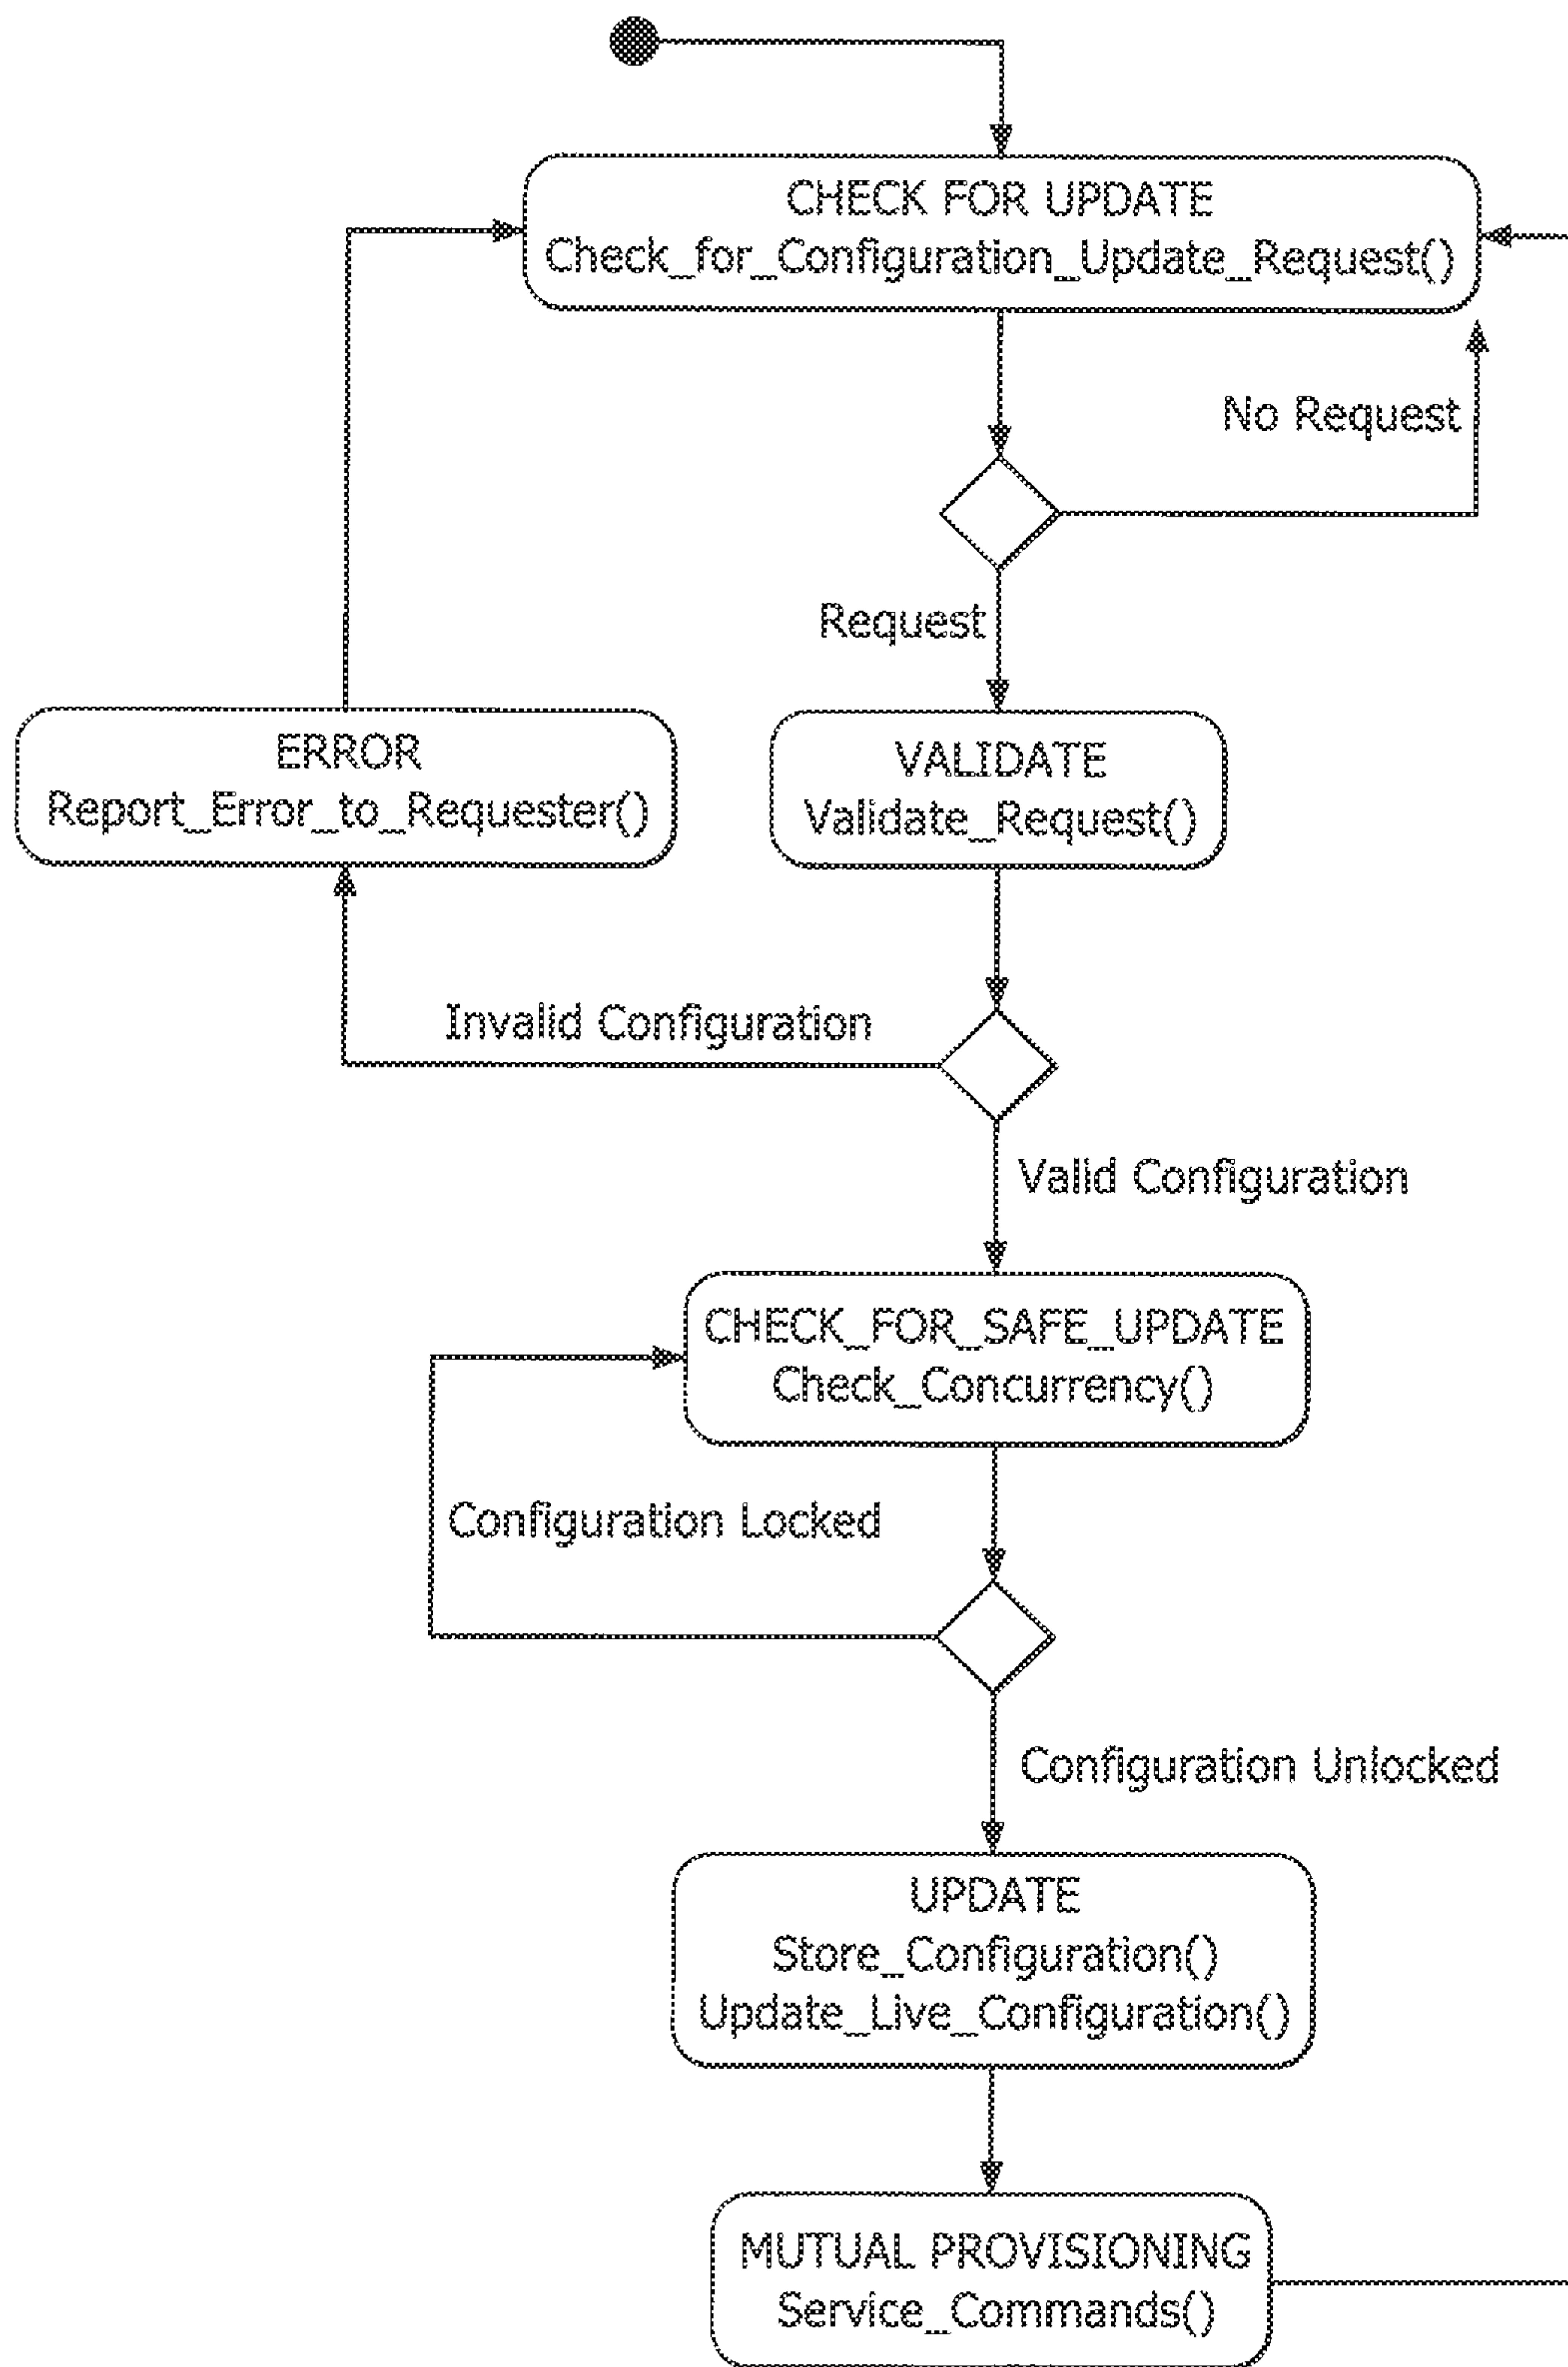 CHECK FOR UPDATE
Check_for_Configuration_Update_Request()
No Request
Request
ERROR
Report_Error_to_Requester()
VALIDATE
Validate_Request()
Invalid Configuration
Valid Configuration
CHECK_FOR_SAFE_UPDATE
Check_Concurrency()
Configuration Locked
Configuration Unlocked
UPDATE
Store_Configuration()
Update_Live_Configuration()
MUTUAL PROVISIONING
Service_Commands()